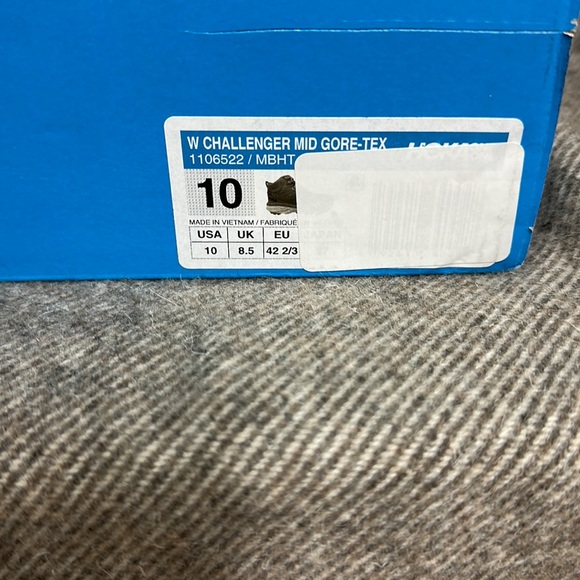 W CHALLENGER MID GORE-TEX
1106522 / MBHT
10
MADE IN VIETNAM / FABRIQUÉ
USA UK EU
10 8.5 42 2/3